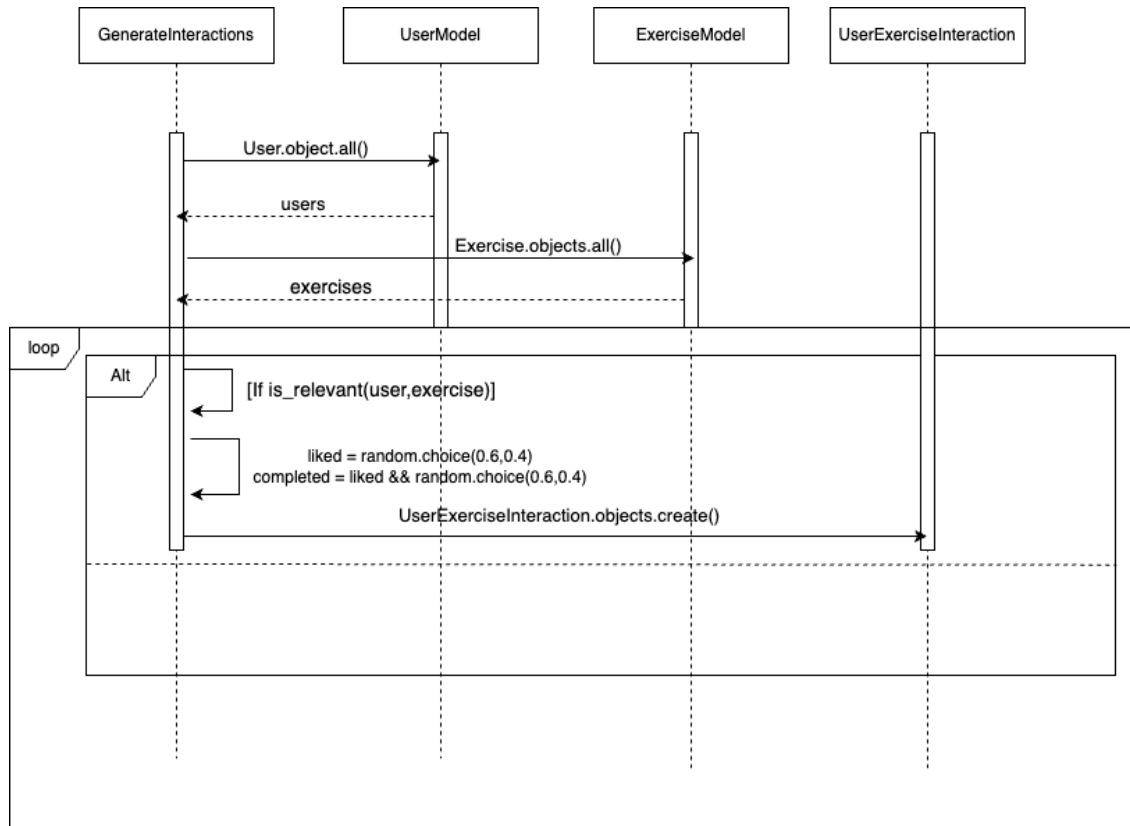 GenerateInteractions
UserModel
ExerciseModel
UserExerciseInteraction
User.object.all()
users
Exercise.objects.all()
exercises
loop
Alt
[If is_relevant(user,exercise)]
liked = random.choice(0.6,0.4)
completed = liked && random.choice(0.6,0.4)
UserExerciseInteraction.objects.create()